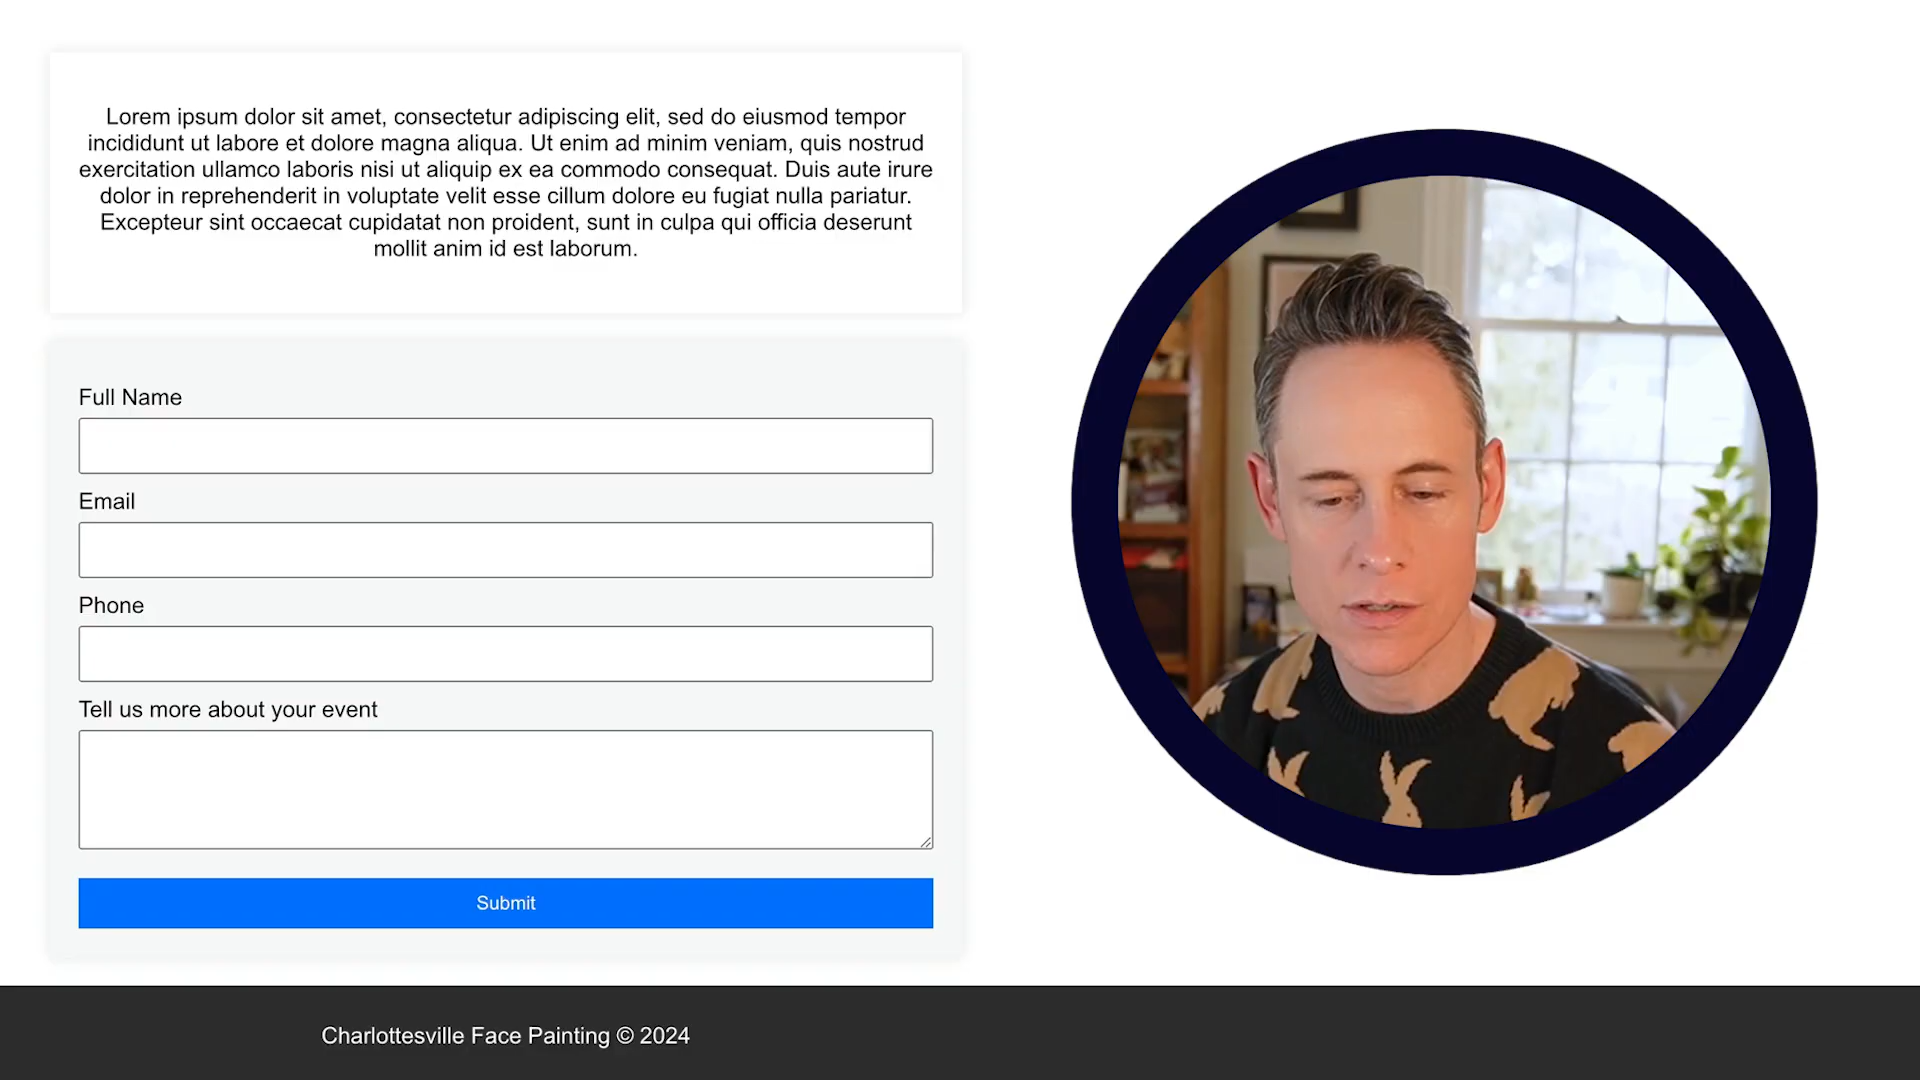 Lorem ipsum dolor sit amet, consectetur adipiscing elit, sed do eiusmod tempor
incididunt ut labore et dolore magna aliqua. Ut enim ad minim veniam, quis nostrud
exercitation ullamco laboris nisi ut aliquip ex ea commodo consequat. Duis aute irure
dolor in reprehenderit in voluptate velit esse cillum dolore eu fugiat nulla pariatur.
Excepteur sint occaecat cupidatat non proident, sunt in culpa qui officia deserunt
mollit anim id est laborum.
Full Name
Email
Phone
Tell us more about your event
Submit
Charlottesville Face Painting © 2024